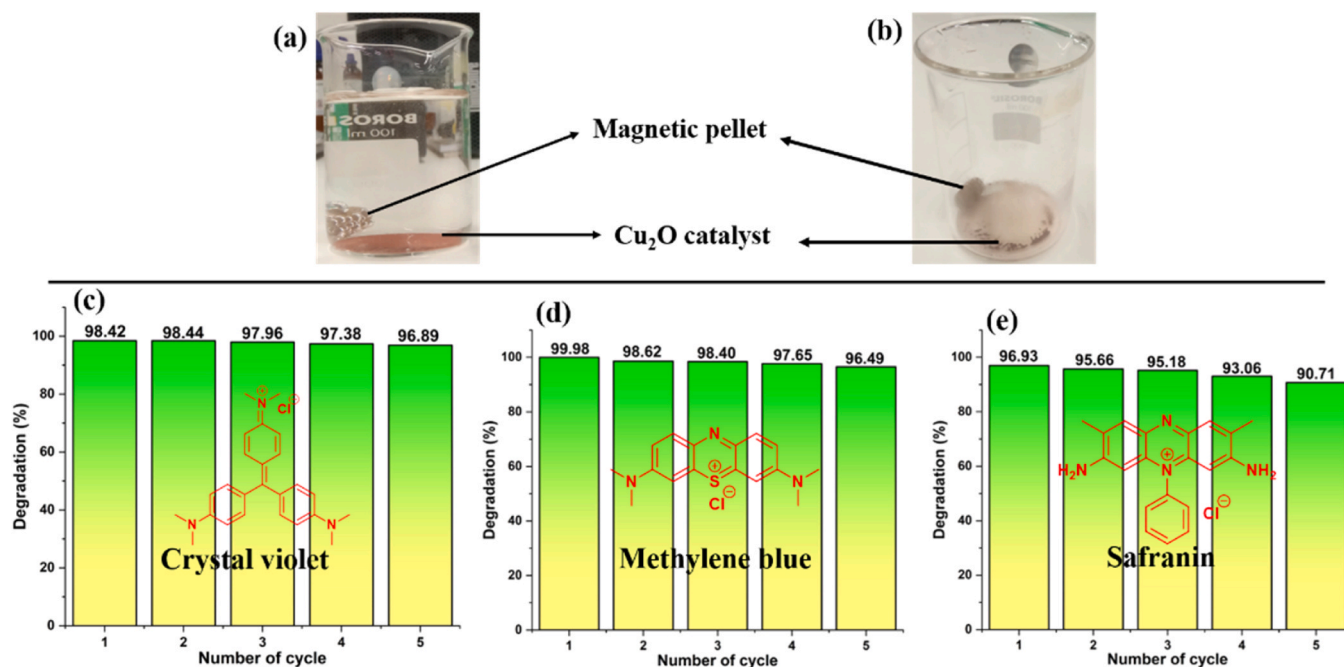 (a)
(b)
BOROSI
100 ml
Magnetic pellet
Cu₂O catalyst
(c)
98.42 98.44 97.96 97.38 96.89
100
80
60
40
20
0
Degradation (%)
N
+
Cl⁻
N
N
Crystal violet
1 2 3 4 5
Number of cycle
(d)
99.98 98.62 98.40 97.65 96.49
100
80
60
40
20
0
Degradation (%)
N
N
S
+
N
Cl⁻
Methylene blue
1 2 3 4 5
Number of cycle
(e)
96.93 95.66 95.18 93.06 90.71
100
80
60
40
20
0
Degradation (%)
N
H₂N
N
+
NH₂
Cl⁻
Safranin
1 2 3 4 5
Number of cycle